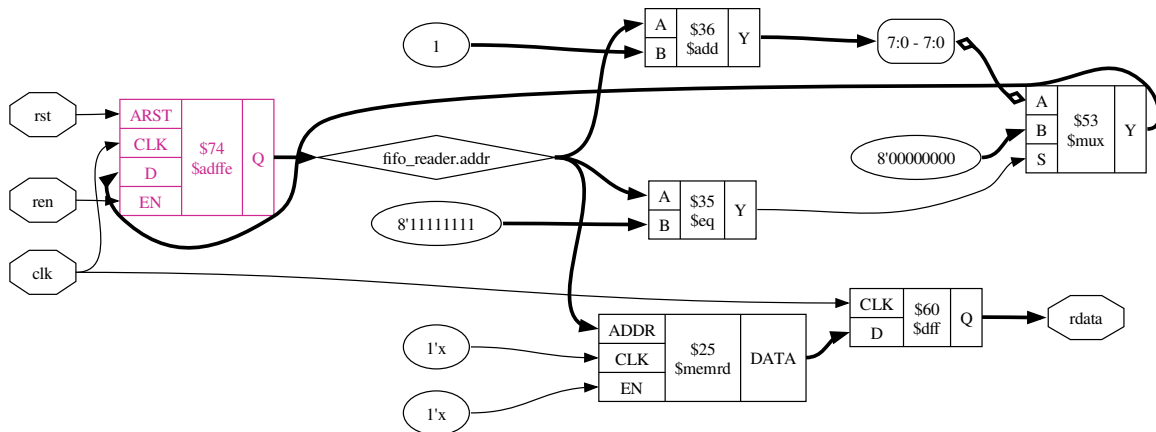 rst
ren
clk
ARST
CLK
D
EN
$74
$adffe
Q
fifo_reader.addr
1
A
B
$36
$add
Y
7:0 - 7:0
8'11111111
A
B
$35
$eq
Y
8'00000000
A
B
S
$53
$mux
Y
1'x
1'x
ADDR
CLK
EN
$25
$memrd
DATA
CLK
D
$60
$dff
Q
rdata